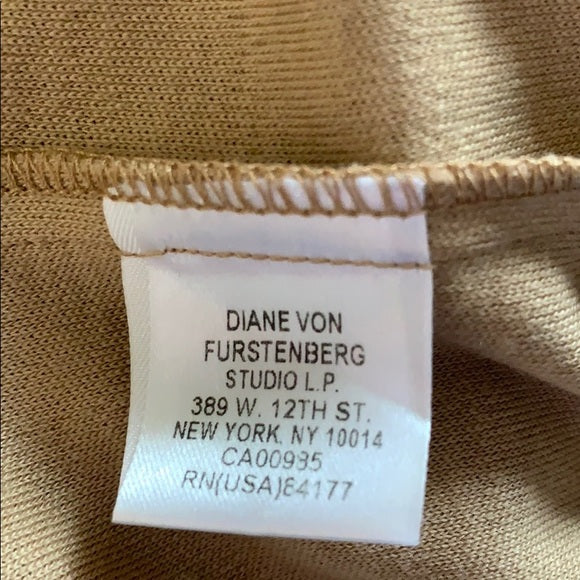 DIANE VON
FURSTENBERG
STUDIO L.P.
389 W. 12TH ST.
NEW YORK, NY 10014
CA00935
RN(USA)84177